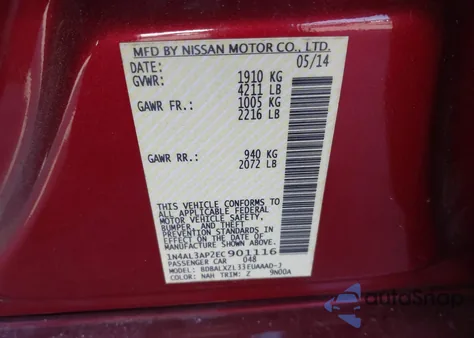 MFD BY NISSAN MOTOR CO., LTD.
DATE: 05/14
GVWR: 1910 KG
4211 LB
GAWR FR.: 1005 KG
2216 LB
GAWR RR.: 940 KG
2072 LB
THIS VEHICLE CONFORMS TO
ALL APPLICABLE FEDERAL
MOTOR VEHICLE SAFETY,
BUMPER, AND THEFT
PREVENTION STANDARDS IN
EFFECT ON THE DATE OF
MANUFACTURE SHOWN ABOVE.
1N4AL3AP2EC901116
PASSENGER CAR 048
MODEL: BDBALXZL33EUAAAD-J
COLOR: NAH TRIM: Z 9N00A
AutoSnap